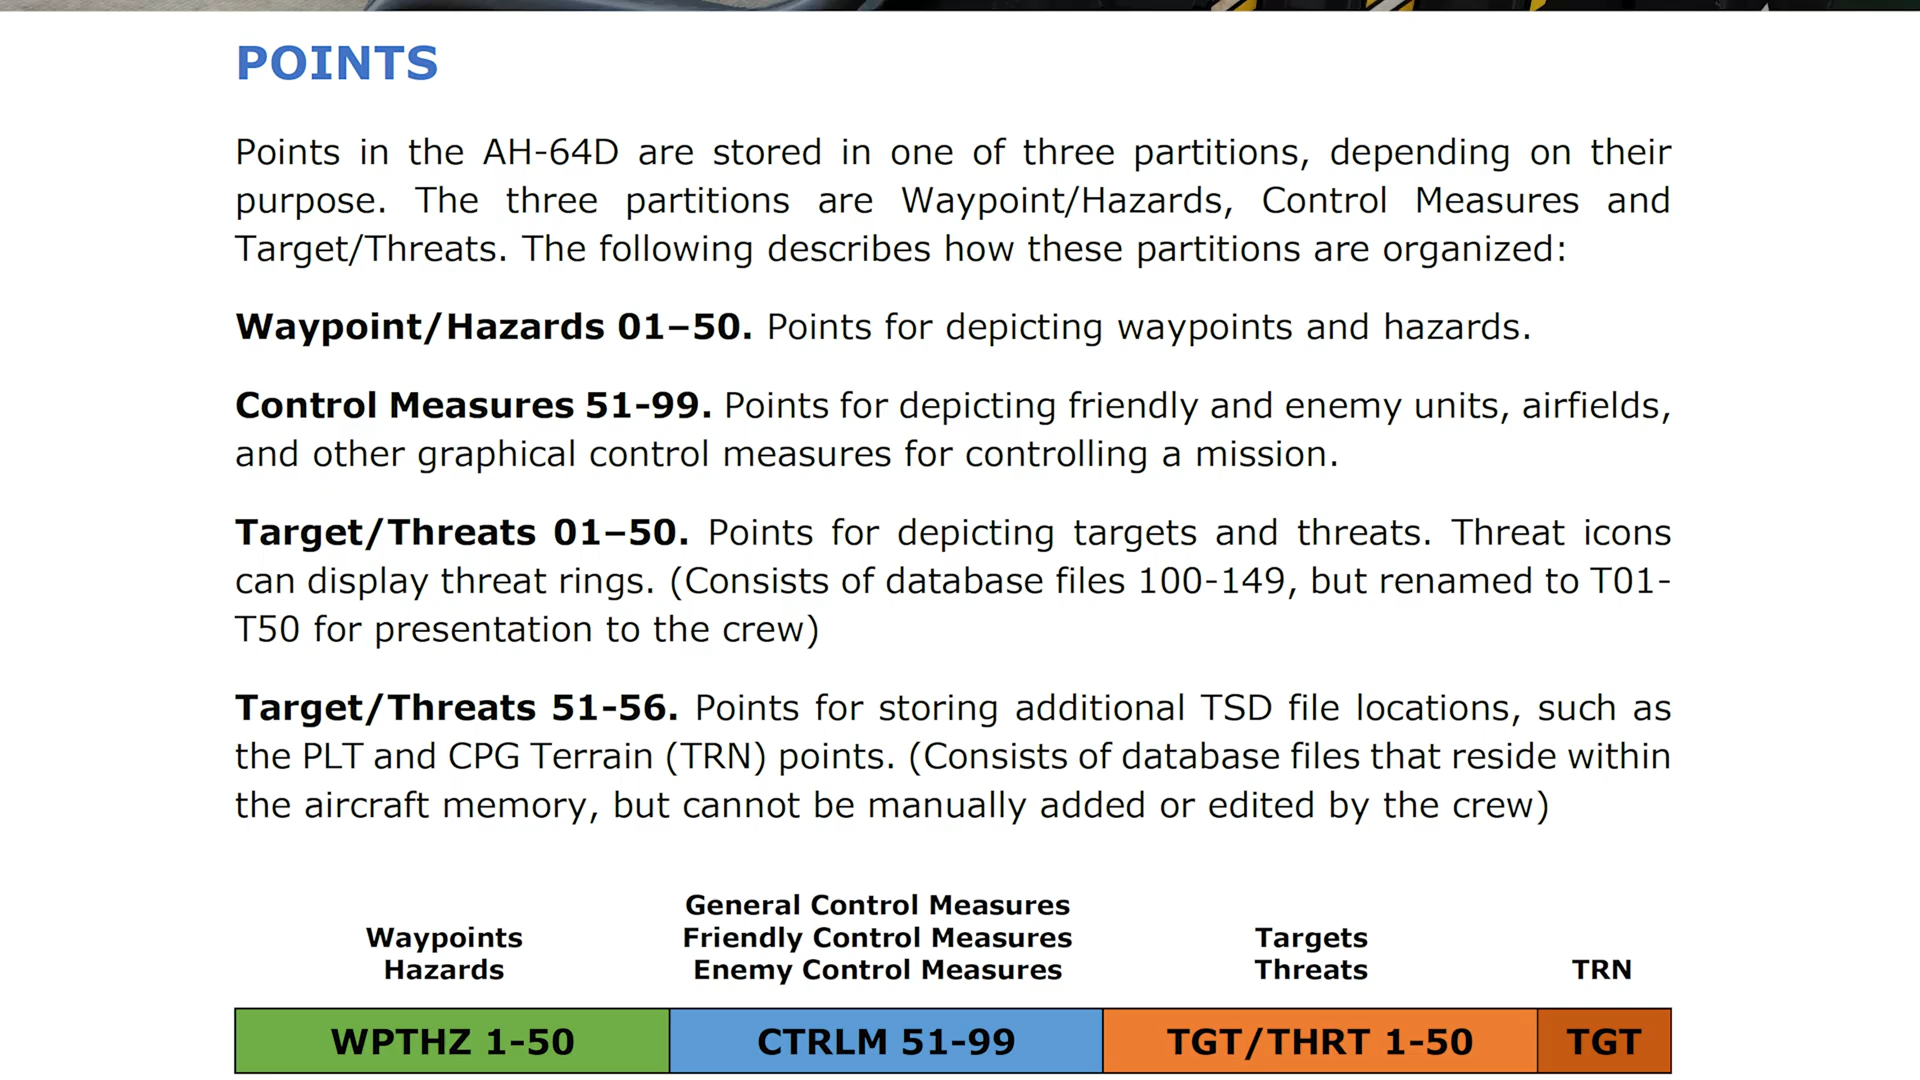 POINTS
Points in the AH-64D are stored in one of three partitions, depending on their
purpose. The three partitions are Waypoint/Hazards, Control Measures and
Target/Threats. The following describes how these partitions are organized:
Waypoint/Hazards 01–50. Points for depicting waypoints and hazards.
Control Measures 51-99. Points for depicting friendly and enemy units, airfields,
and other graphical control measures for controlling a mission.
Target/Threats 01–50. Points for depicting targets and threats. Threat icons
can display threat rings. (Consists of database files 100-149, but renamed to T01-
T50 for presentation to the crew)
Target/Threats 51-56. Points for storing additional TSD file locations, such as
the PLT and CPG Terrain (TRN) points. (Consists of database files that reside within
the aircraft memory, but cannot be manually added or edited by the crew)
Waypoints
Hazards
General Control Measures
Friendly Control Measures
Enemy Control Measures
Targets
Threats
TRN
WPTHZ 1-50
CTRLM 51-99
TGT/THRT 1-50
TGT